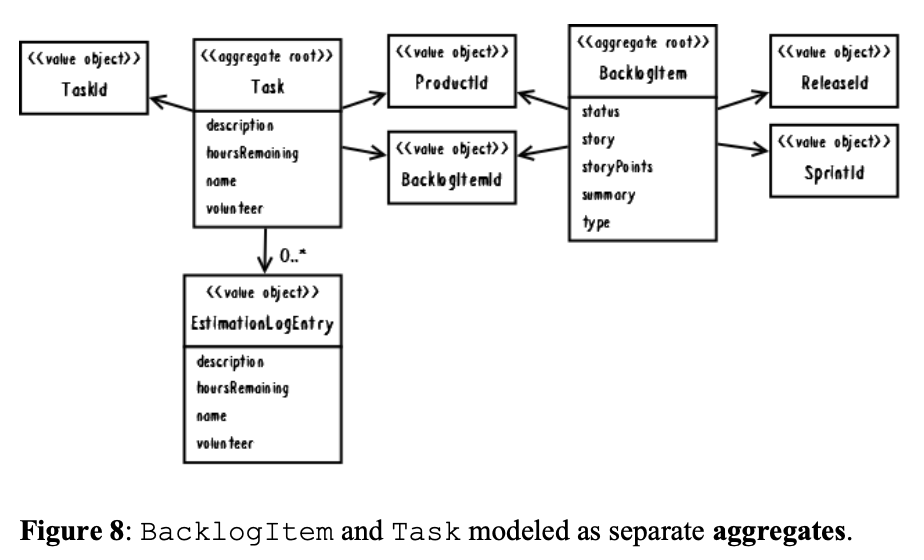 <<value object>>
TaskId
<<aggregate root>>
Task
description
hoursRemaining
name
volunteer
<<value object>>
ProductId
<<value object>>
BacklogItemId
<<aggregate root>>
BacklogItem
status
story
storyPoints
summary
type
<<value object>>
ReleaseId
<<value object>>
SprintId
0..*
<<value object>>
EstimationLogEntry
description
hoursRemaining
name
volunteer
Figure 8: BacklogItem and Task modeled as separate aggregates.